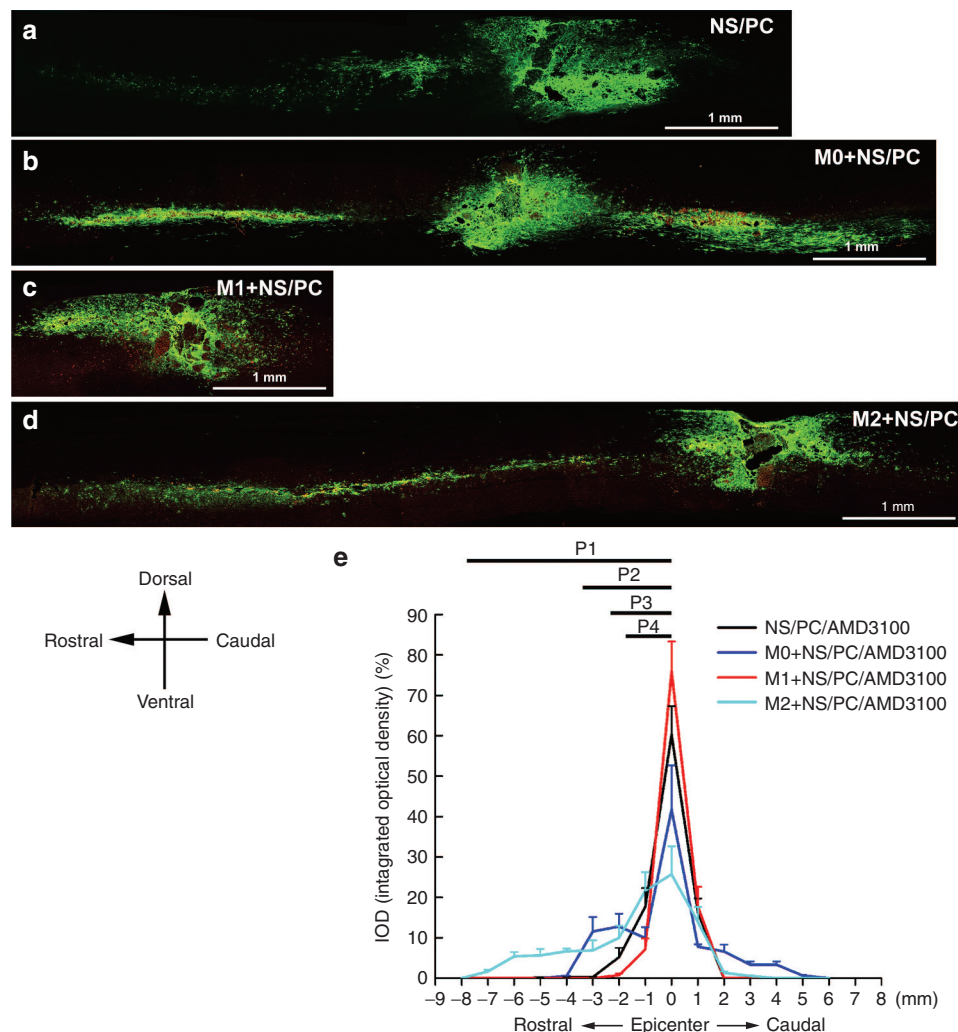 a
NS/PC
1 mm
b
M0+NS/PC
1 mm
c
M1+NS/PC
1 mm
d
M2+NS/PC
1 mm
Dorsal
Rostral
Caudal
Ventral
e
P1
P2
P3
P4
NS/PC/AMD3100
M0+NS/PC/AMD3100
M1+NS/PC/AMD3100
M2+NS/PC/AMD3100
IOD (intagrated optical density) (%)
90
80
70
60
50
40
30
20
10
0
–9 –8 –7 –6 –5 –4 –3 –2 –1 0 1 2 3 4 5 6 7 8 (mm)
Rostral Epicenter Caudal